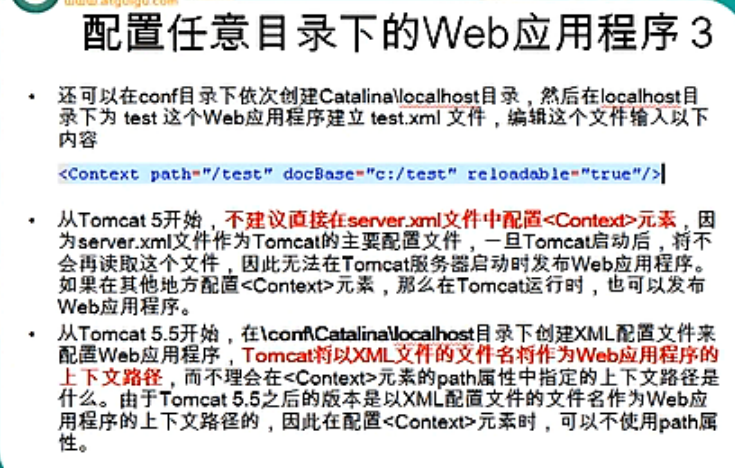 配置任意目录下的Web应用程序 3
• 还可以在conf目录下依次创建Catalina\localhost目录，然后在localhost目
录下为 test 这个Web应用程序建立 test.xml 文件，编辑这个文件输入以下
内容
<Context path="/test" docBase="c:/test" reloadable="true"/>
• 从Tomcat 5开始，不建议直接在server.xml文件中配置<Context>元素，因
为server.xml文件作为Tomcat的主要配置文件，一旦Tomcat启动后，将不
会再读取这个文件，因此无法在Tomcat服务器启动时发布Web应用程序。
如果在其他地方配置<Context>元素，那么在Tomcat运行时，也可以发布
Web应用程序。
• 从Tomcat 5.5开始，在\conf\Catalina\localhost目录下创建XML配置文件来
配置Web应用程序，Tomcat将以XML文件的文件名将作为Web应用程序的
上下文路径，而不理会在<Context>元素的path属性中指定的上下文路径是
什么。由于Tomcat 5.5之后的版本是以XML配置文件的文件名作为Web应
用程序的上下文路径的，因此在配置<Context>元素时，可以不使用path属
性。